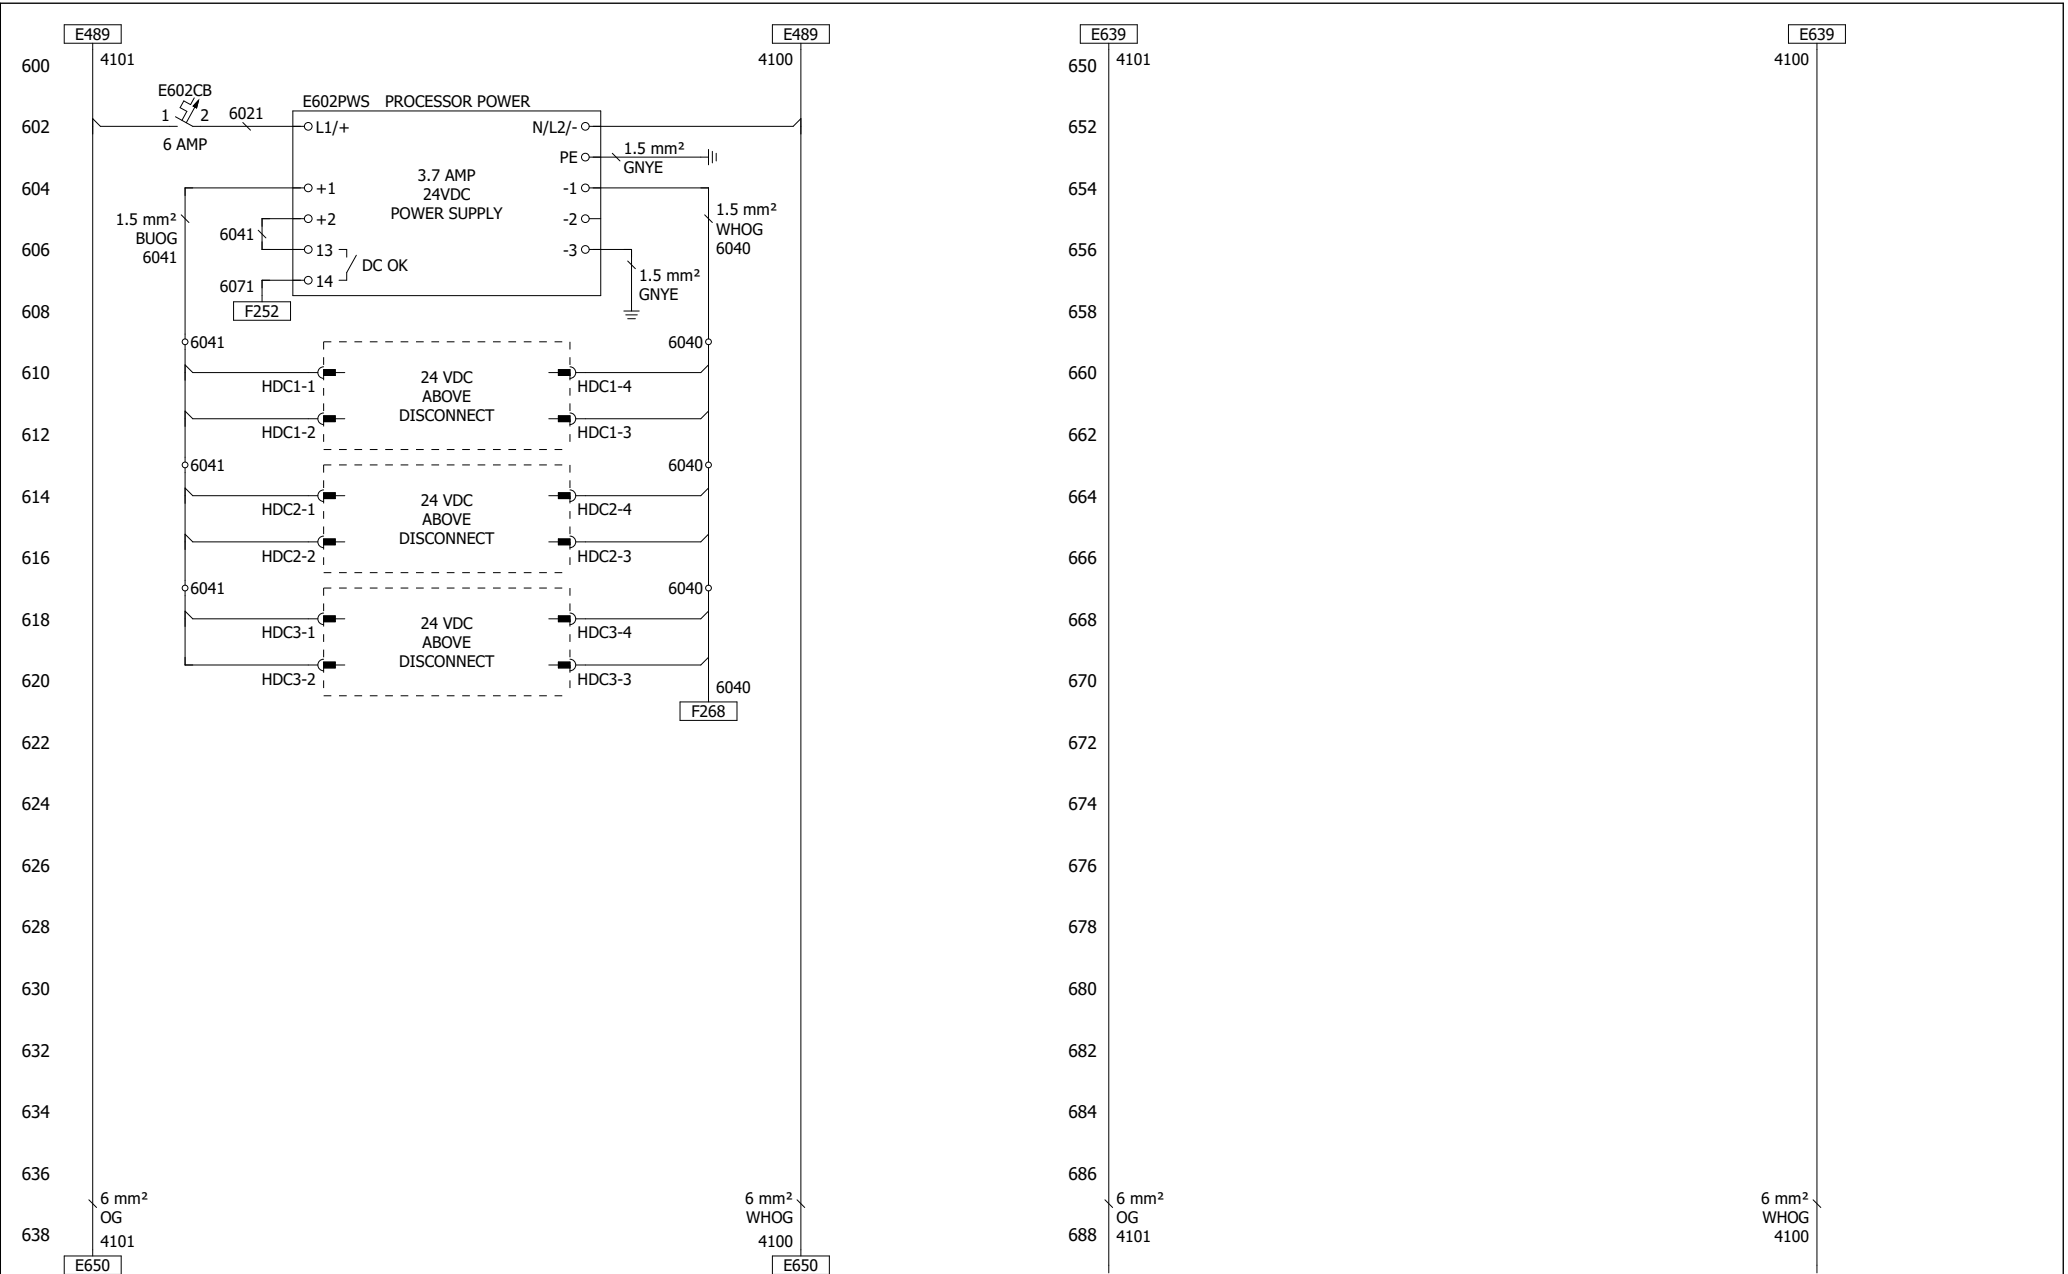 E489
E489
E639
E639
600
4101
4100
650
4101
4100
E602CB
1
2
6021
6 AMP
E602PWS PROCESSOR POWER
602
L1/+
N/L2/-
652
PE
1.5 mm²
GNYE
3.7 AMP
24VDC
POWER SUPPLY
604
+1
-1
654
1.5 mm²
BUOG
6041
+2
-2
1.5 mm²
WHOG
6040
6041
606
13
-3
656
DC OK
1.5 mm²
GNYE
6071
14
F252
608
658
6041
6040
610
HDC1-1
24 VDC
ABOVE
DISCONNECT
HDC1-4
660
612
HDC1-2
HDC1-3
662
6041
6040
614
HDC2-1
24 VDC
ABOVE
DISCONNECT
HDC2-4
664
616
HDC2-2
HDC2-3
666
6041
6040
618
HDC3-1
24 VDC
ABOVE
DISCONNECT
HDC3-4
668
620
HDC3-2
HDC3-3
6040
670
F268
622
672
624
674
626
676
628
678
630
680
632
682
634
684
636
686
6 mm²
OG
4101
6 mm²
WHOG
4100
6 mm²
OG
4101
6 mm²
WHOG
4100
638
688
E650
E650